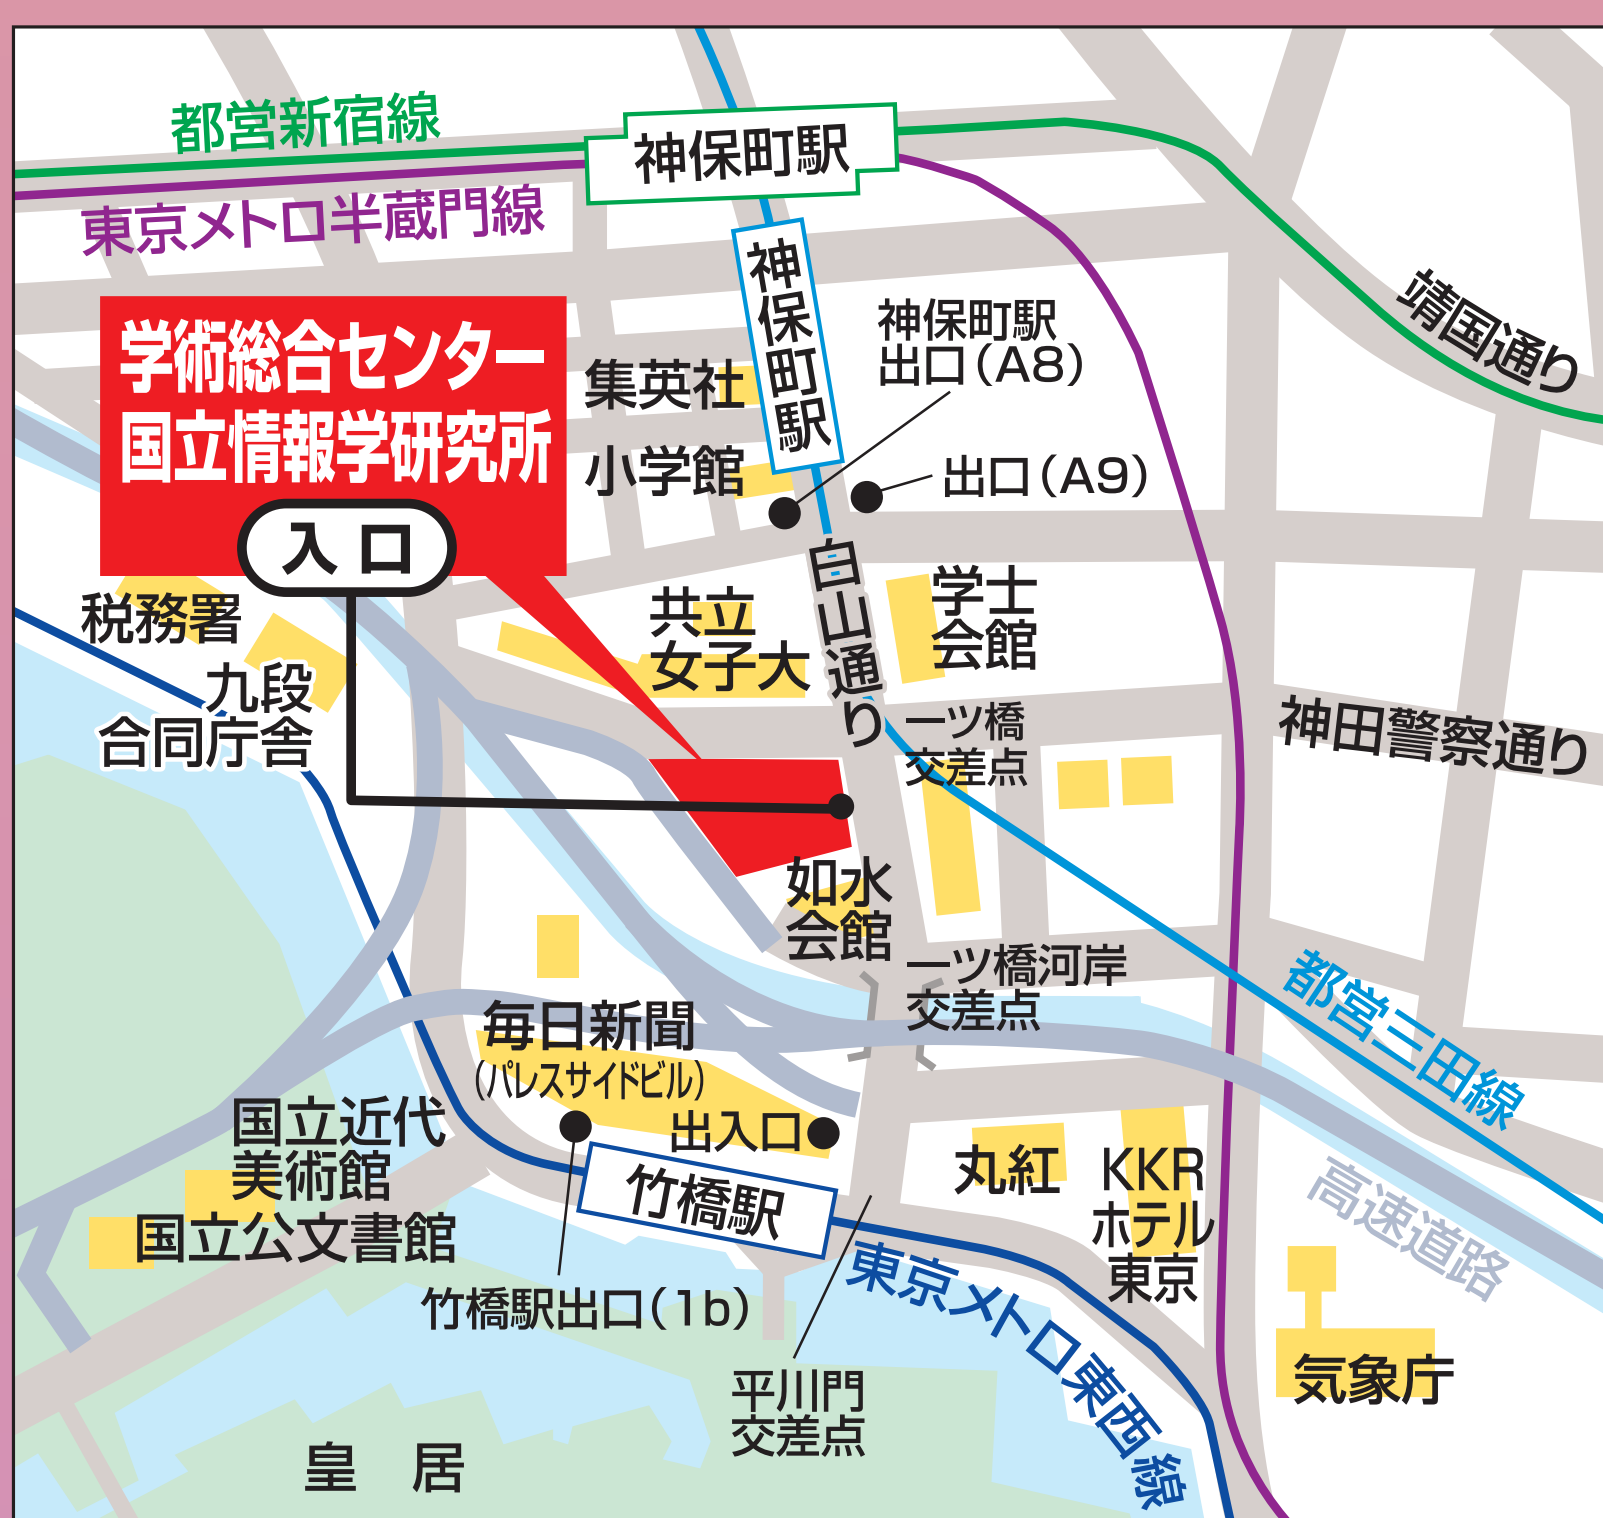 都営新宿線
神保町駅
東京メトロ半蔵門線
神保町駅
神保町駅
出口(A8)
靖国通り
学術総合センター
国立情報学研究所
入口
集英社
小学館
出口(A9)
白山通り
税務署
九段
合同庁舎
共立
女子大
学士
会館
一ツ橋
交差点
神田警察通り
如水
会館
一ツ橋河岸
交差点
都営三田線
毎日新聞
(パレスサイドビル)
出入口
国立近代
美術館
国立公文書館
竹橋駅
丸紅
KKR
ホテル
東京
高速道路
竹橋駅出口(1b)
東京メトロ東西線
平川門
交差点
気象庁
皇居